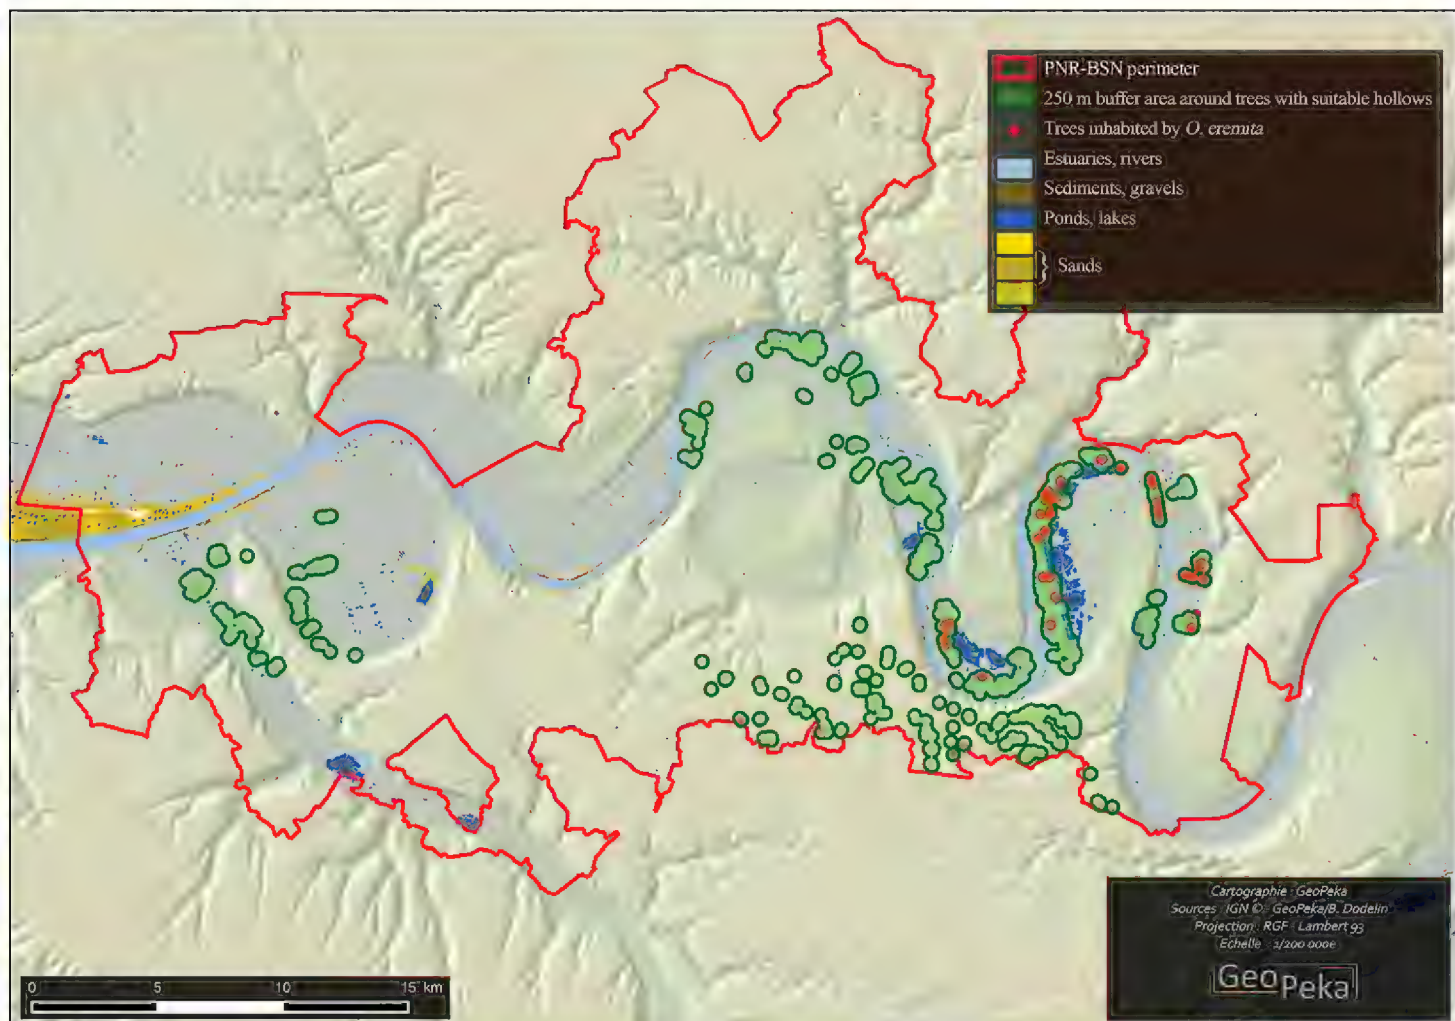 PNR-BSN perimeter
250 m buffer area around trees with suitable hollows
Trees inhabited by O. eremita
Estuaries, rivers
Sediments, gravels
Ponds, lakes
} Sands
Cartographie : GeoPeka
Sources : IGN © GeoPeka/B. Dodelin
Projection : RGF Lambert 93
Echelle : 1/200 000e
GeoPeka
0 5 10 15 km